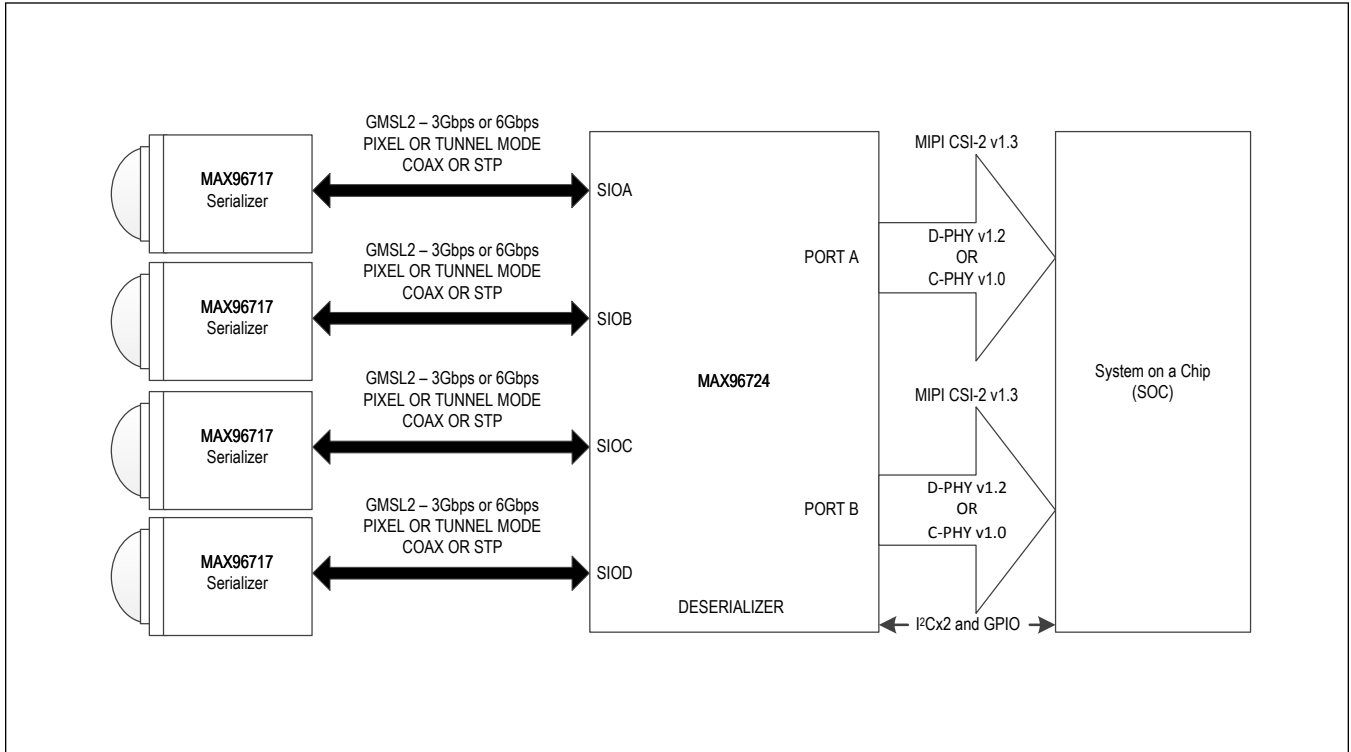 GMSL2 – 3Gbps or 6Gbps
PIXEL OR TUNNEL MODE
COAX OR STP
MAX96717
Serializer
SIOA
GMSL2 – 3Gbps or 6Gbps
PIXEL OR TUNNEL MODE
COAX OR STP
MAX96717
Serializer
SIOB
GMSL2 – 3Gbps or 6Gbps
PIXEL OR TUNNEL MODE
COAX OR STP
MAX96717
Serializer
SIOC
GMSL2 – 3Gbps or 6Gbps
PIXEL OR TUNNEL MODE
COAX OR STP
MAX96717
Serializer
SIOD
MAX96724
DESERIALIZER
PORT A
MIPI CSI-2 v1.3
D-PHY v1.2
OR
C-PHY v1.0
PORT B
MIPI CSI-2 v1.3
D-PHY v1.2
OR
C-PHY v1.0
I²Cx2 and GPIO
System on a Chip
(SOC)